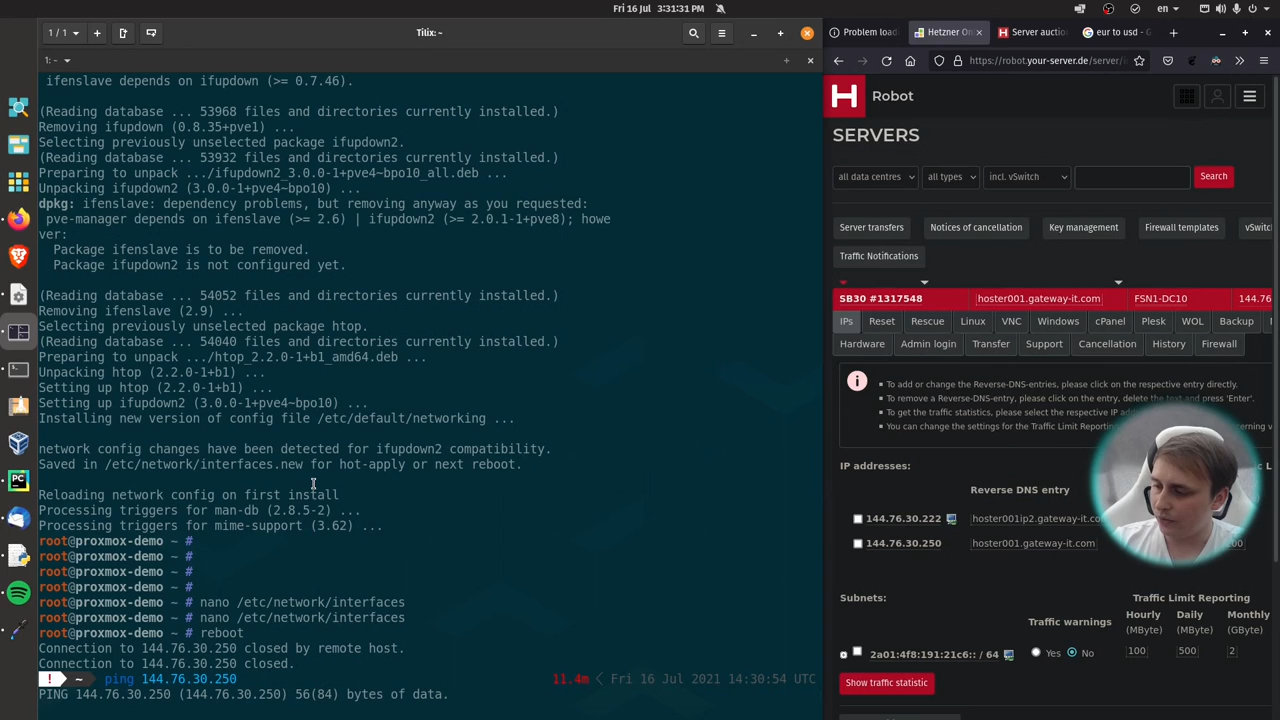 Fri 16 Jul 3:31:31 PM
en
1 / 1
Tilix: ~
1: ~
ifenslave depends on ifupdown (>= 0.7.46).
(Reading database ... 53968 files and directories currently installed.)
Removing ifupdown (0.8.35+pve1) ...
Selecting previously unselected package ifupdown2.
(Reading database ... 53932 files and directories currently installed.)
Preparing to unpack .../ifupdown2_3.0.0-1+pve4~bpo10_all.deb ...
Unpacking ifupdown2 (3.0.0-1+pve4~bpo10) ...
dpkg: ifenslave: dependency problems, but removing anyway as you requested:
pve-manager depends on ifenslave (>= 2.6) | ifupdown2 (>= 2.0.1-1+pve8); howe
ver:
Package ifenslave is to be removed.
Package ifupdown2 is not configured yet.
(Reading database ... 54052 files and directories currently installed.)
Removing ifenslave (2.9) ...
Selecting previously unselected package htop.
(Reading database ... 54040 files and directories currently installed.)
Preparing to unpack .../htop_2.2.0-1+b1_amd64.deb ...
Unpacking htop (2.2.0-1+b1) ...
Setting up htop (2.2.0-1+b1) ...
Setting up ifupdown2 (3.0.0-1+pve4~bpo10) ...
Installing new version of config file /etc/default/networking ...
network config changes have been detected for ifupdown2 compatibility.
Saved in /etc/network/interfaces.new for hot-apply or next reboot.
Reloading network config on first install
Processing triggers for man-db (2.8.5-2) ...
Processing triggers for mime-support (3.62) ...
root@proxmox-demo ~ #
root@proxmox-demo ~ #
root@proxmox-demo ~ #
root@proxmox-demo ~ #
root@proxmox-demo ~ # nano /etc/network/interfaces
root@proxmox-demo ~ # nano /etc/network/interfaces
root@proxmox-demo ~ # reboot
Connection to 144.76.30.250 closed by remote host.
Connection to 144.76.30.250 closed.
! ~ ping 144.76.30.250 11.4m < Fri 16 Jul 2021 14:30:54 UTC
PING 144.76.30.250 (144.76.30.250) 56(84) bytes of data.
Problem load
Hetzner On
Server auction
eur to usd - G
https://robot.your-server.de/server/
H Robot
SERVERS
all data centres all types incl. vSwitch Search
Server transfers Notices of cancellation Key management Firewall templates vSwitc
Traffic Notifications
SB30 #1317548 hoster001.gateway-it.com FSN1-DC10 144.76
IPs Reset Rescue Linux VNC Windows cPanel Plesk WOL Backup
Hardware Admin login Transfer Support Cancellation History Firewall
To add or change the Reverse-DNS-entries, please click on the respective entry directly.
To remove a Reverse-DNS-entry, please click on the entry, delete the text and press 'Enter'.
To get the traffic statistics, please select the respective IP
You can change the settings for the Traffic Limit Reporting
IP addresses:
Reverse DNS entry
144.76.30.222 hoster001ip2.gateway-it.co
144.76.30.250 hoster001.gateway-it.com
Subnets:
Traffic Limit Reporting
Traffic warnings
Hourly Daily Monthly
(MByte) (MByte) (GByte)
2a01:4f8:191:21c6:: / 64 Yes No 100 500 2
Show traffic statistic